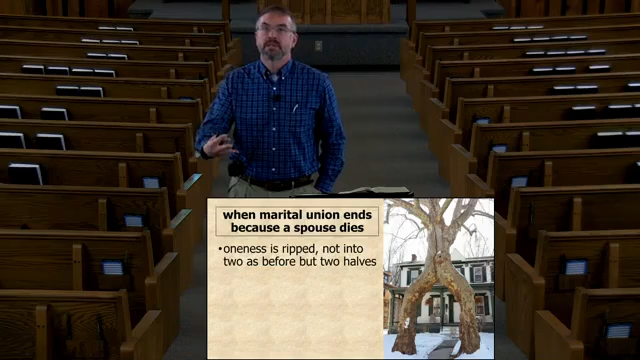 when marital union ends
because a spouse dies
•oneness is ripped, not into
two as before but two halves